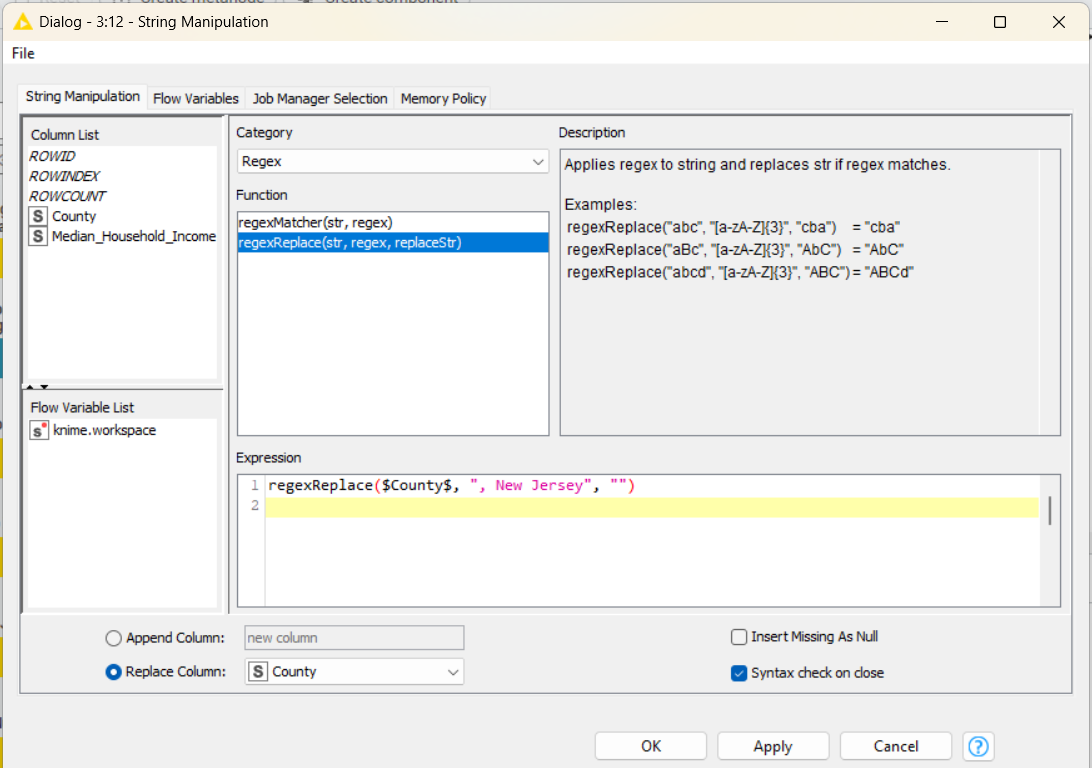 Dialog - 3:12 - String Manipulation
File
String Manipulation
Flow Variables
Job Manager Selection
Memory Policy
Column List
ROWID
ROWINDEX
ROWCOUNT
S County
S Median_Household_Income
Flow Variable List
s knime.workspace
Category
Regex
Function
regexMatcher(str, regex)
regexReplace(str, regex, replaceStr)
Description
Applies regex to string and replaces str if regex matches.
Examples:
regexReplace("abc", "[a-zA-Z]{3}", "cba") = "cba"
regexReplace("aBc", "[a-zA-Z]{3}", "AbC") = "AbC"
regexReplace("abcd", "[a-zA-Z]{3}", "ABC") = "ABCd"
Expression
1 regexReplace($County$, ", New Jersey", "")
2
Append Column: new column
Replace Column: S County
Insert Missing As Null
Syntax check on close
OK
Apply
Cancel
?